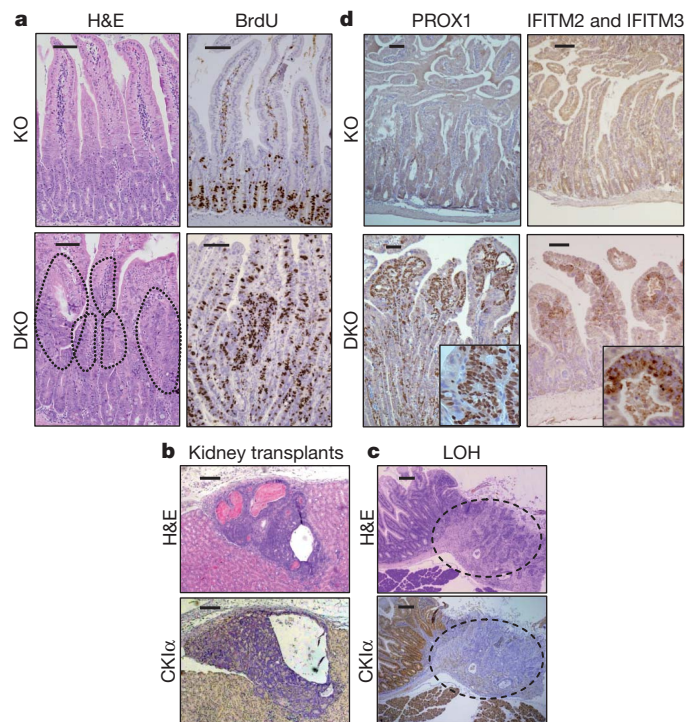 a
H&E
BrdU
KO
DKO
d
PROX1
IFITM2 and IFITM3
KO
DKO
b
Kidney transplants
H&E
CKIα
c
LOH
H&E
CKIα